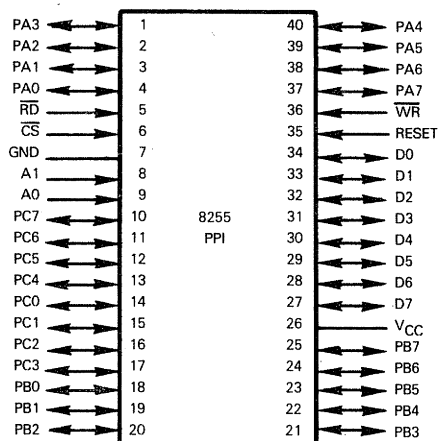 PA3 1 40 PA4
PA2 2 39 PA5
PA1 3 38 PA6
PA0 4 37 PA7
R̅D̅ 5 36 W̅R̅
C̅S̅ 6 35 RESET
GND 7 34 D0
A1 8 33 D1
A0 9 32 D2
PC7 10 8255 31 D3
PC6 11 PPI 30 D4
PC5 12 29 D5
PC4 13 28 D6
PC0 14 27 D7
PC1 15 26 VCC
PC2 16 25 PB7
PC3 17 24 PB6
PB0 18 23 PB5
PB1 19 22 PB4
PB2 20 21 PB3